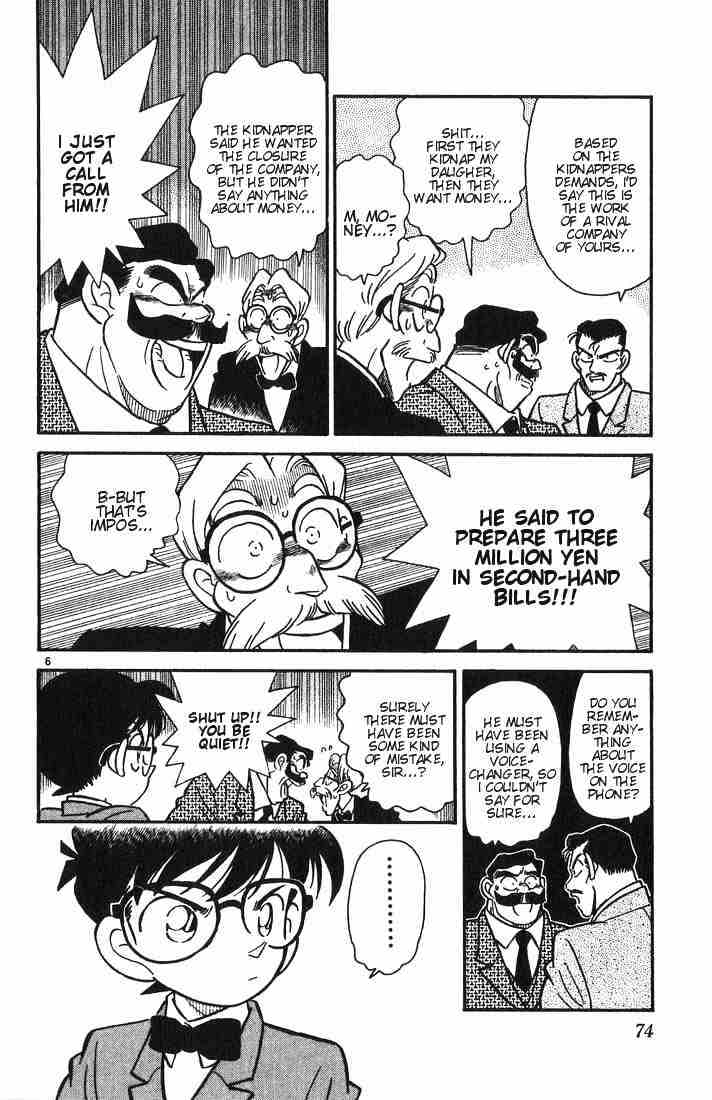 BASED
ON THE
KIDNAPPERS
DEMANDS, I'D
SAY THIS IS
THE WORK
OF A RIVAL
COMPANY
OF YOURS...
SHIT...
FIRST THEY
KIDNAP MY
DAUGHER,
THEN THEY
WANT MONEY...
M, MO-
NEY...?
THE KIDNAPPER
SAID HE WANTED
THE CLOSURE
OF THE COMPANY,
BUT HE DIDN'T
SAY ANYTHING
ABOUT MONEY...
I JUST
GOT A
CALL
FROM
HIM!!
HE SAID TO
PREPARE THREE
MILLION YEN
IN SECOND-HAND
BILLS!!!
B-BUT
THAT'S
IMPOS...
6
DO YOU
REMEM-
BER ANY-
THING
ABOUT
THE VOICE
ON THE
PHONE?
HE MUST
HAVE BEEN
USING A
VOICE-
CHANGER, SO
I COULDN'T
SAY FOR
SURE...
SURELY
THERE MUST
HAVE BEEN
SOME KIND
OF MISTAKE,
SIR...?
SHUT UP!!
YOU BE
QUIET!!
.........
74